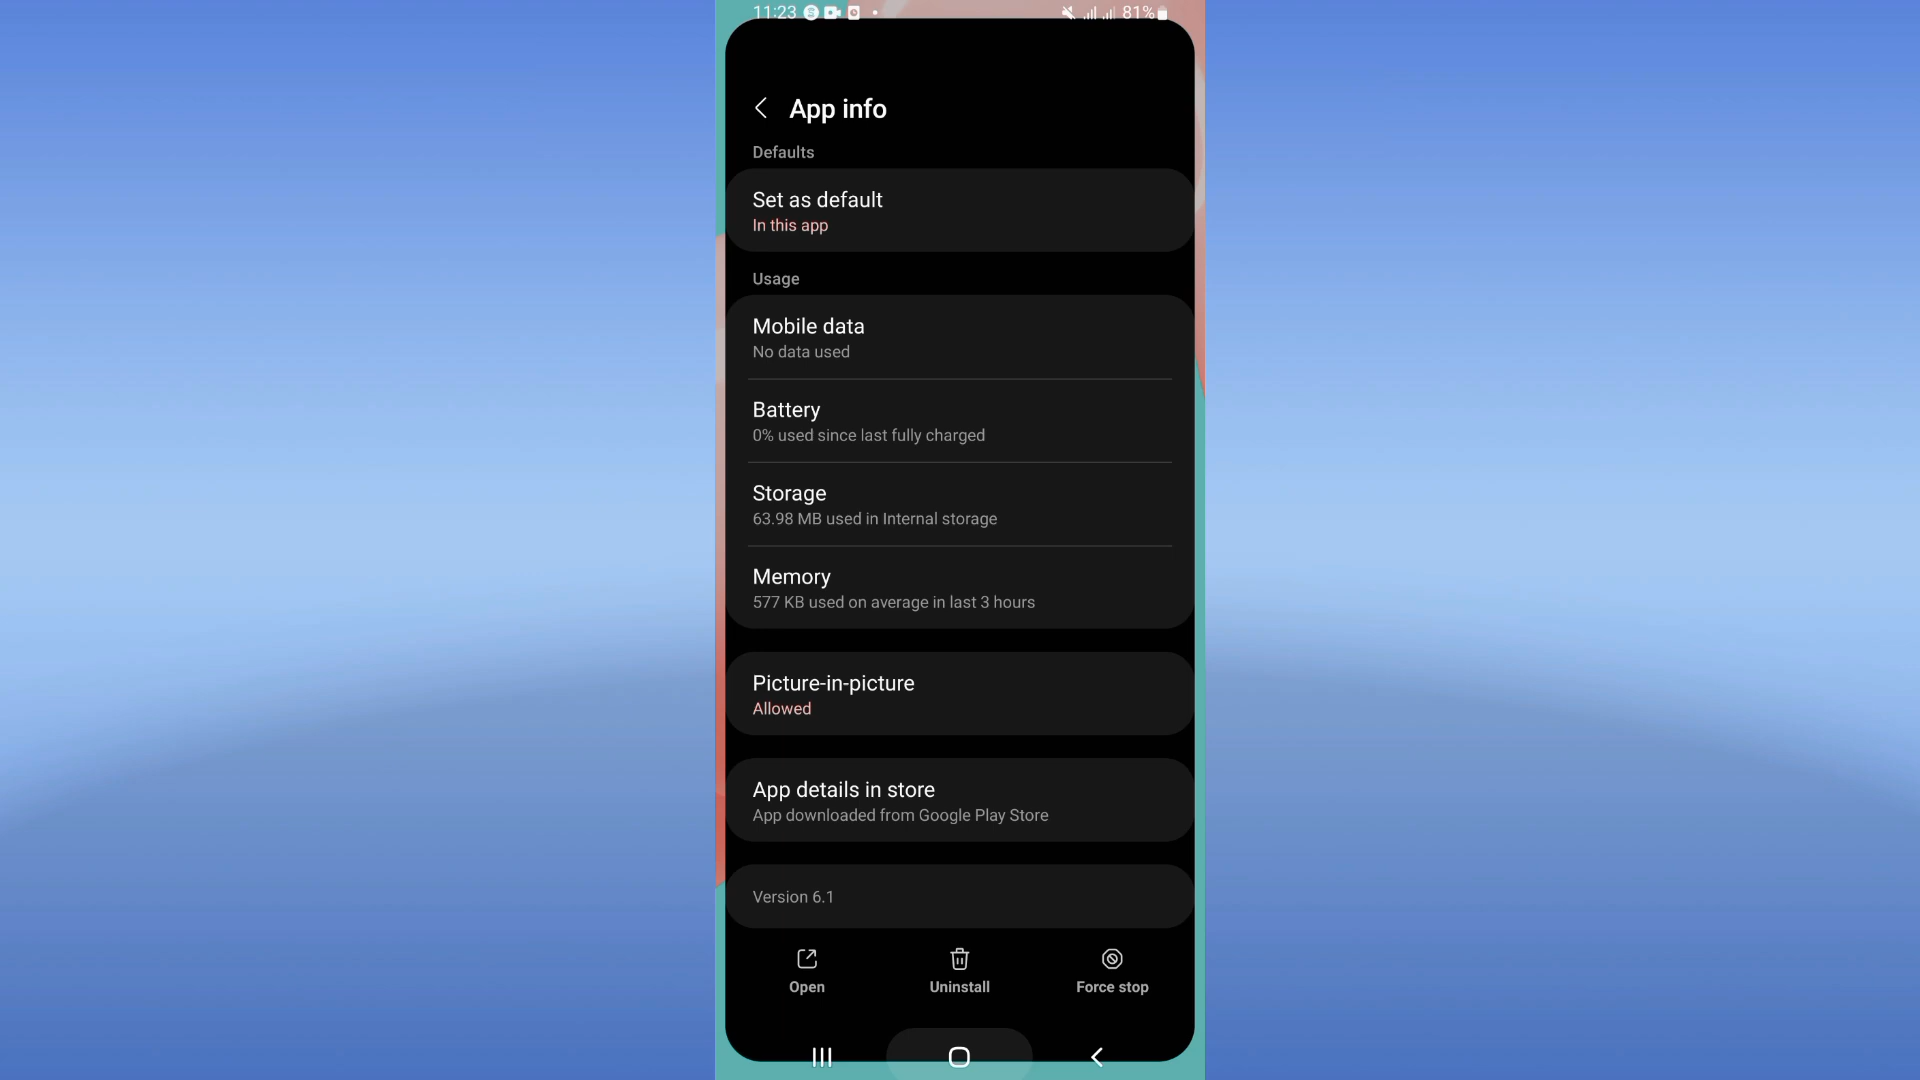 11:23
81%
App info
Defaults
Set as default
In this app
Usage
Mobile data
No data used
Battery
0% used since last fully charged
Storage
63.98 MB used in Internal storage
Memory
577 KB used on average in last 3 hours
Picture-in-picture
Allowed
App details in store
App downloaded from Google Play Store
Version 6.1
Open
Uninstall
Force stop